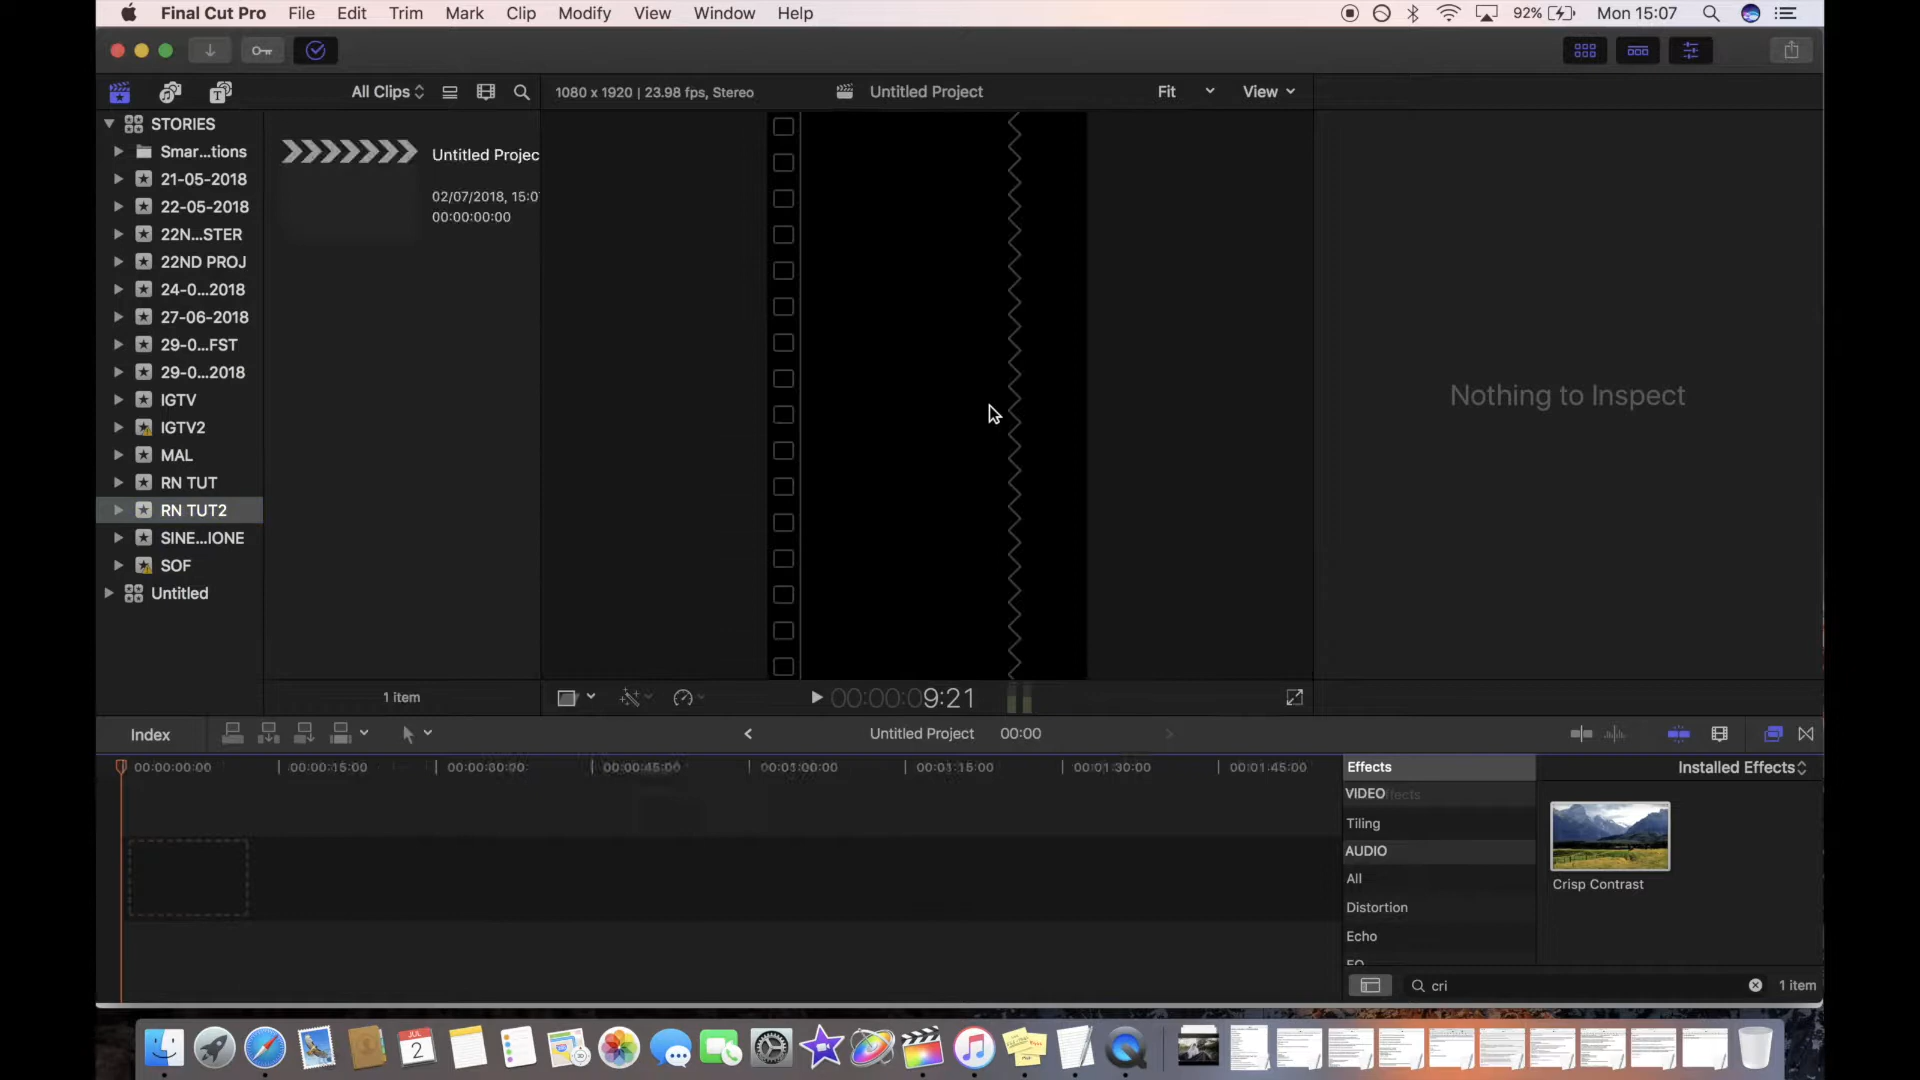 Final Cut Pro File Edit Trim Mark Clip Modify View Window Help 92% Mon 15:07
All Clips 1080 x 1920 | 23.98 fps, Stereo Untitled Project Fit View
STORIES
Smar...tions
21-05-2018
22-05-2018
22N...STER
22ND PROJ
24-0...2018
27-06-2018
29-0...FST
29-0...2018
IGTV
IGTV2
MAL
RN TUT
RN TUT2
SINE...IONE
SOF
Untitled
Untitled Projec
02/07/2018, 15:0
00:00:00:00
1 item
Nothing to Inspect
00:00:09:21
Index Untitled Project 00:00
00:00:00:00 00:00:15:00 00:00:30:00 00:00:45:00 00:01:00:00 00:01:15:00 00:01:30:00 00:01:45:00
Effects Installed Effects
VIDEO
Tiling
AUDIO
All
Distortion
Echo
EQ
Crisp Contrast
cri 1 item
JUL
2